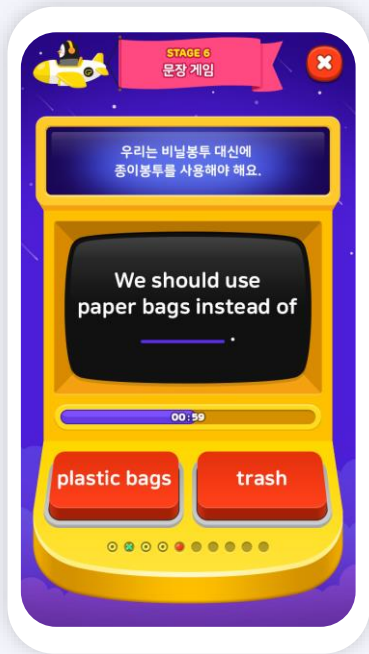 STAGE 6
문장 게임
우리는 비닐봉투 대신에
종이봉투를 사용해야 해요.
We should use
paper bags instead of
.
00:59
plastic bags
trash